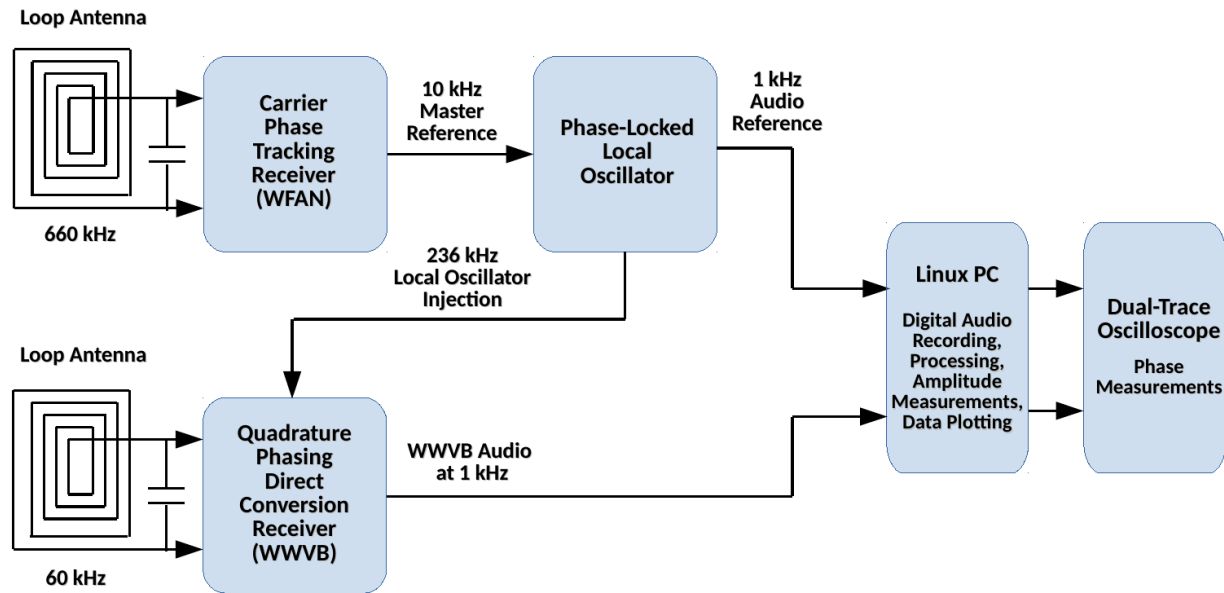 Loop Antenna
660 kHz
Carrier
Phase
Tracking
Receiver
(WFAN)
10 kHz
Master
Reference
Phase-Locked
Local
Oscillator
1 kHz
Audio
Reference
236 kHz
Local Oscillator
Injection
Loop Antenna
60 kHz
Quadrature
Phasing
Direct
Conversion
Receiver
(WWVB)
WWVB Audio
at 1 kHz
Linux PC
Digital Audio
Recording,
Processing,
Amplitude
Measurements,
Data Plotting
Dual-Trace
Oscilloscope
Phase
Measurements